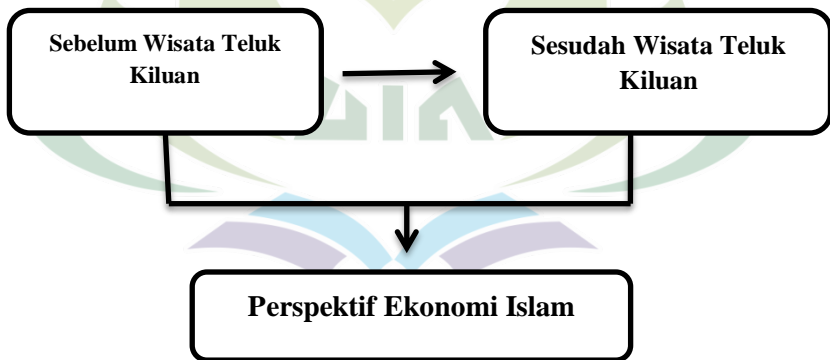 Sebelum Wisata Teluk
Kiluan
Sesudah Wisata Teluk
Kiluan
Perspektif Ekonomi Islam